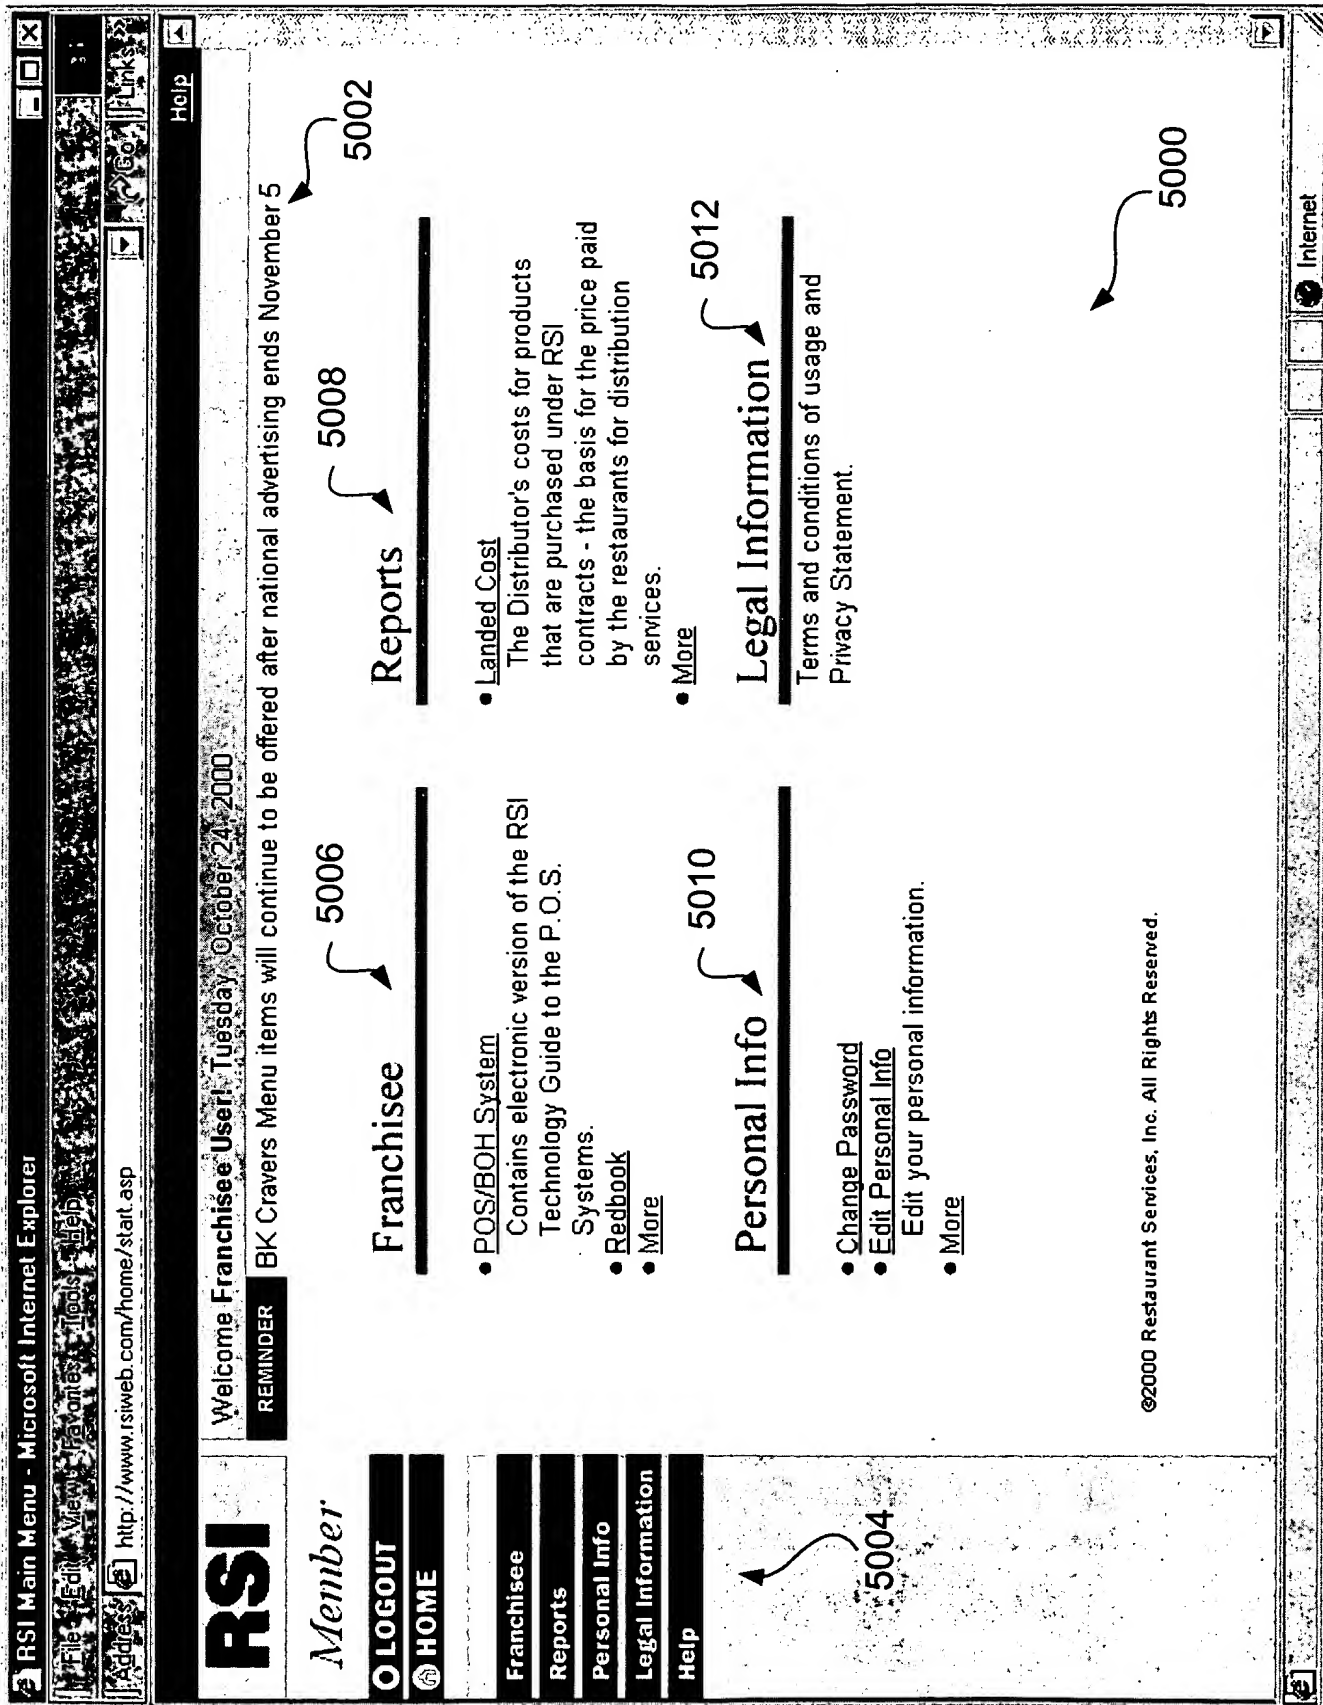 RSI Main Menu - Microsoft Internet Explorer
File Edit View Favorites Tools Help
Address http://www.rsiweb.com/home/start.asp
Go Links »
Help
RSI
Welcome Franchisee User! Tuesday, October 24, 2000
REMINDER BK Cravers Menu items will continue to be offered after national advertising ends November 5
5002
Member
LOGOUT
HOME
Franchisee
Reports
Personal Info
Legal Information
Help
5004
Franchisee
5006
• POS/BOH System
Contains electronic version of the RSI
Technology Guide to the P.O.S.
Systems.
• Redbook
• More
Reports
5008
• Landed Cost
The Distributor's costs for products
that are purchased under RSI
contracts - the basis for the price paid
by the restaurants for distribution
services.
• More
Personal Info
5010
• Change Password
• Edit Personal Info
Edit your personal information.
• More
Legal Information
5012
Terms and conditions of usage and
Privacy Statement.
5000
©2000 Restaurant Services, Inc. All Rights Reserved.
Internet